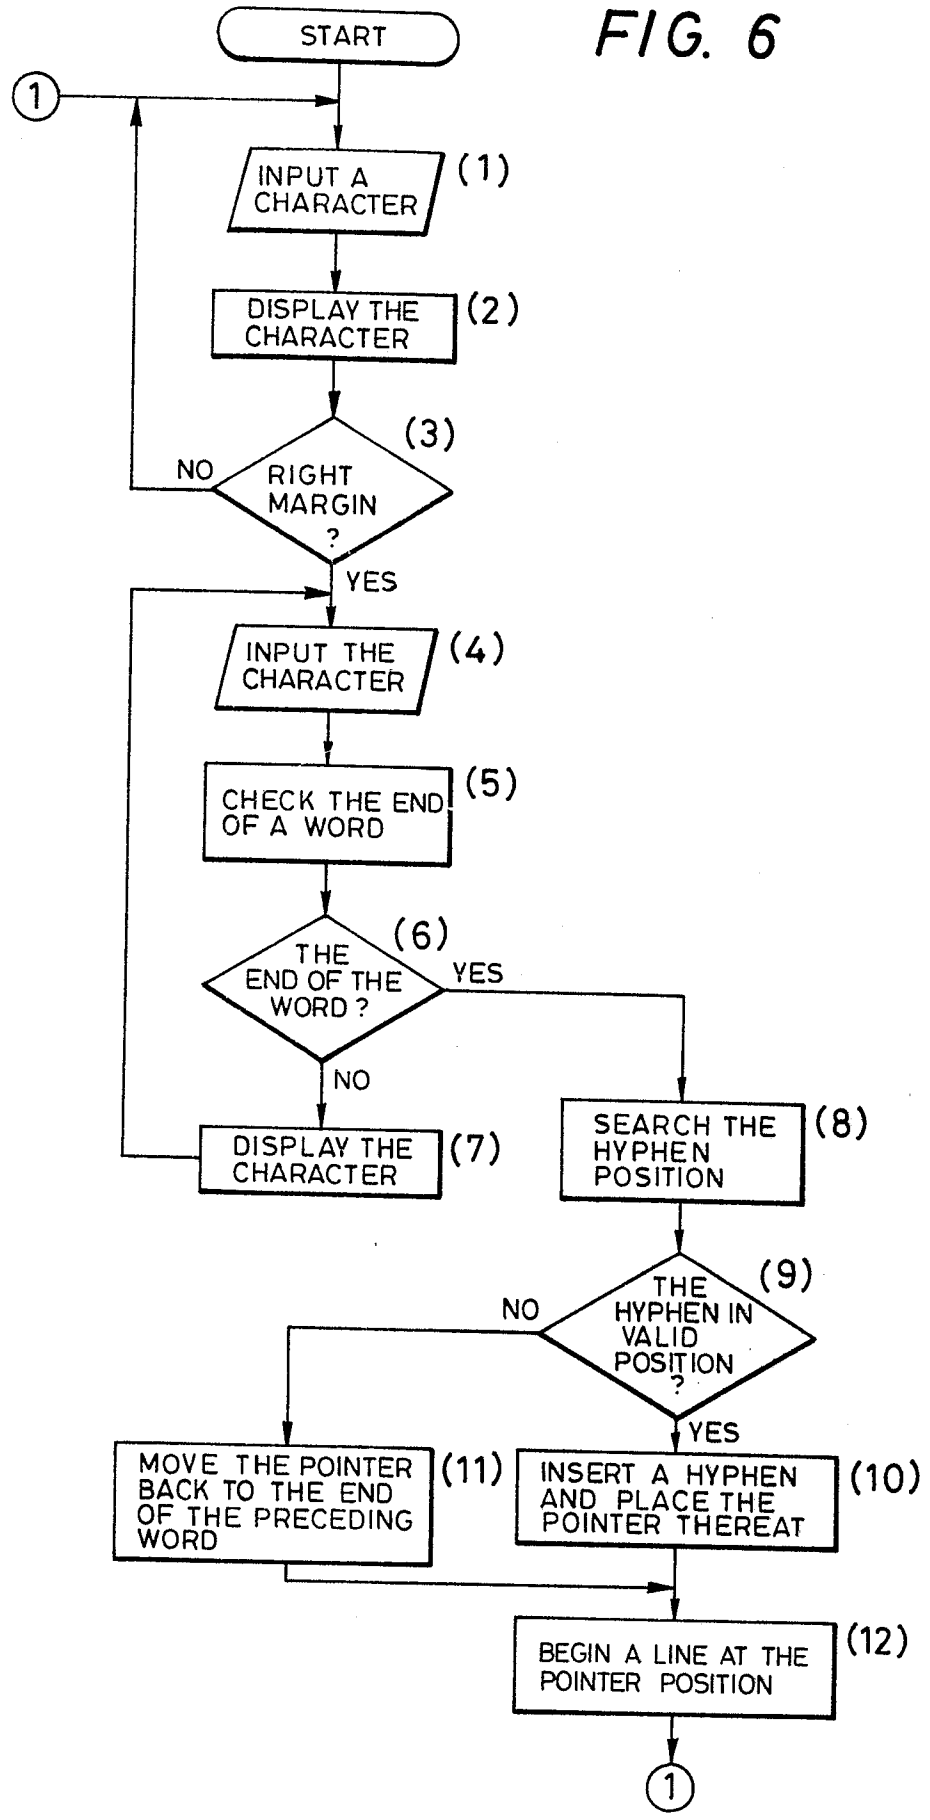 FIG. 6
START
1
INPUT A
CHARACTER
(1)
DISPLAY THE
CHARACTER
(2)
(3)
NO
RIGHT
MARGIN
?
YES
INPUT THE
CHARACTER
(4)
CHECK THE END
OF A WORD
(5)
(6)
THE
END OF THE
WORD?
YES
NO
DISPLAY THE
CHARACTER
(7)
SEARCH THE
HYPHEN
POSITION
(8)
(9)
THE
HYPHEN IN
VALID
POSITION
?
NO
YES
MOVE THE POINTER
BACK TO THE END
OF THE PRECEDING
WORD
(11)
INSERT A HYPHEN
AND PLACE THE
POINTER THEREAT
(10)
BEGIN A LINE AT THE
POINTER POSITION
(12)
1